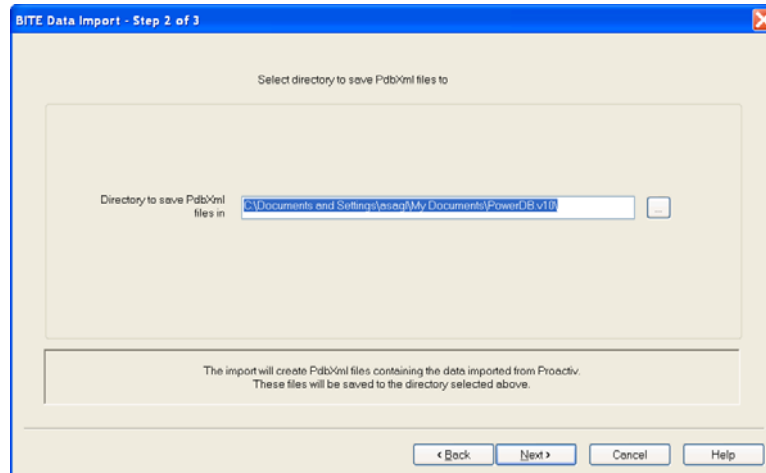 BITE Data Import - Step 2 of 3
Select directory to save PdbXml files to
Directory to save PdbXml
files in
C:\Documents and Settings\asagl\My Documents\PowerDB.v10\
...
The import will create PdbXml files containing the data imported from Proactiv.
These files will be saved to the directory selected above.
< Back
Next >
Cancel
Help